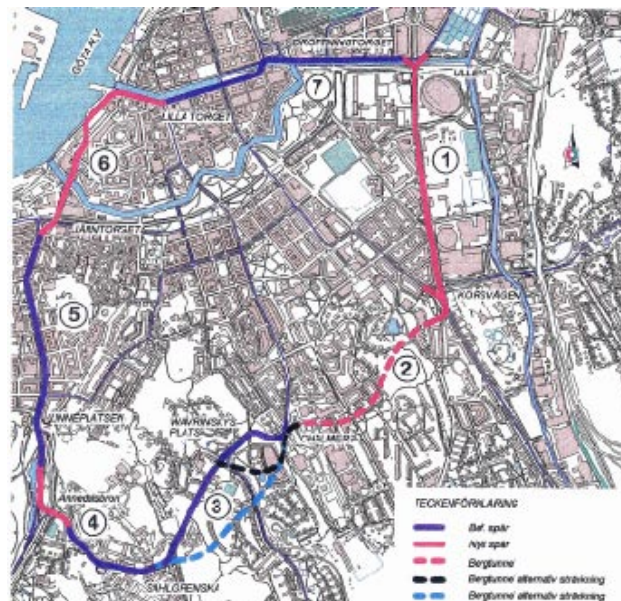 GÖTA ÄLV
7
LILLA TORGET
6
1
JÄRNTORGET
KORSVÄGEN
5
2
LINNÉPLATSEN
WAVRINSKYS
PLATS
CHALMERS
Annedalsbron
3
4
SAHLGRENSKA
TECKENFÖRKLARING
Bef. spår
Nya spår
Bergtunnel
Bergtunnel alternativ sträckning
Bergtunnel alternativ sträckning